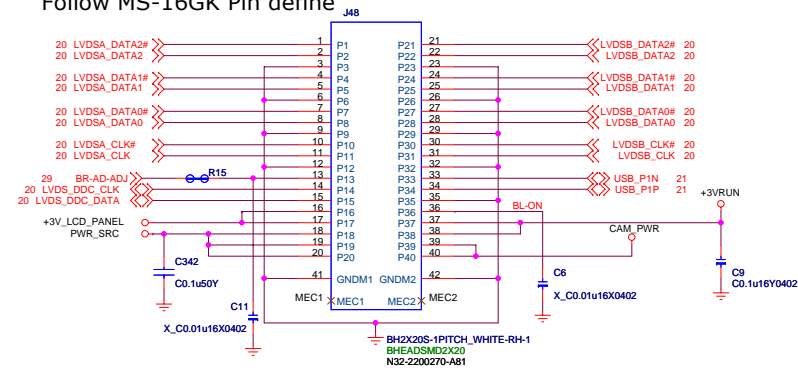 Follow MS-16GK Pin define
J48
20 LVDSA_DATA2# 1 P1 P21 21 LVDSB_DATA2# 20
20 LVDSA_DATA2 2 P2 P22 22 LVDSB_DATA2 20
3 P3 P23 23
20 LVDSA_DATA1# 4 P4 P24 24 LVDSB_DATA1# 20
20 LVDSA_DATA1 5 P5 P25 25 LVDSB_DATA1 20
6 P6 P26 26
20 LVDSA_DATA0# 7 P7 P27 27 LVDSB_DATA0# 20
20 LVDSA_DATA0 8 P8 P28 28 LVDSB_DATA0 20
9 P9 P29 29
20 LVDSA_CLK# 10 P10 P30 30 LVDSB_CLK# 20
20 LVDSA_CLK 11 P11 P31 31 LVDSB_CLK 20
12 P12 P32 32
29 BR-AD-ADJ R15 13 P13 P33 33 USB_P1N 21
20 LVDS_DDC_CLK 14 P14 P34 34 USB_P1P 21
20 LVDS_DDC_DATA 15 P15 P35 35 +3VRUN
16 P16 P36 36 BL-ON
+3V_LCD_PANEL 17 P17 P37 37
PWR_SRC 18 P18 P38 38 CAM_PWR
19 P19 P39 39
20 P20 P40 40
C342
C0.1u50Y
41 GNDM1 GNDM2 42
C6
X_C0.01u16X0402
C9
C0.1u16Y0402
MEC1 MEC1 MEC2 MEC2
C11
X_C0.01u16X0402
BH2X20S-1PITCH_WHITE-RH-1
BHEADSMD2X20
N32-2200270-A81